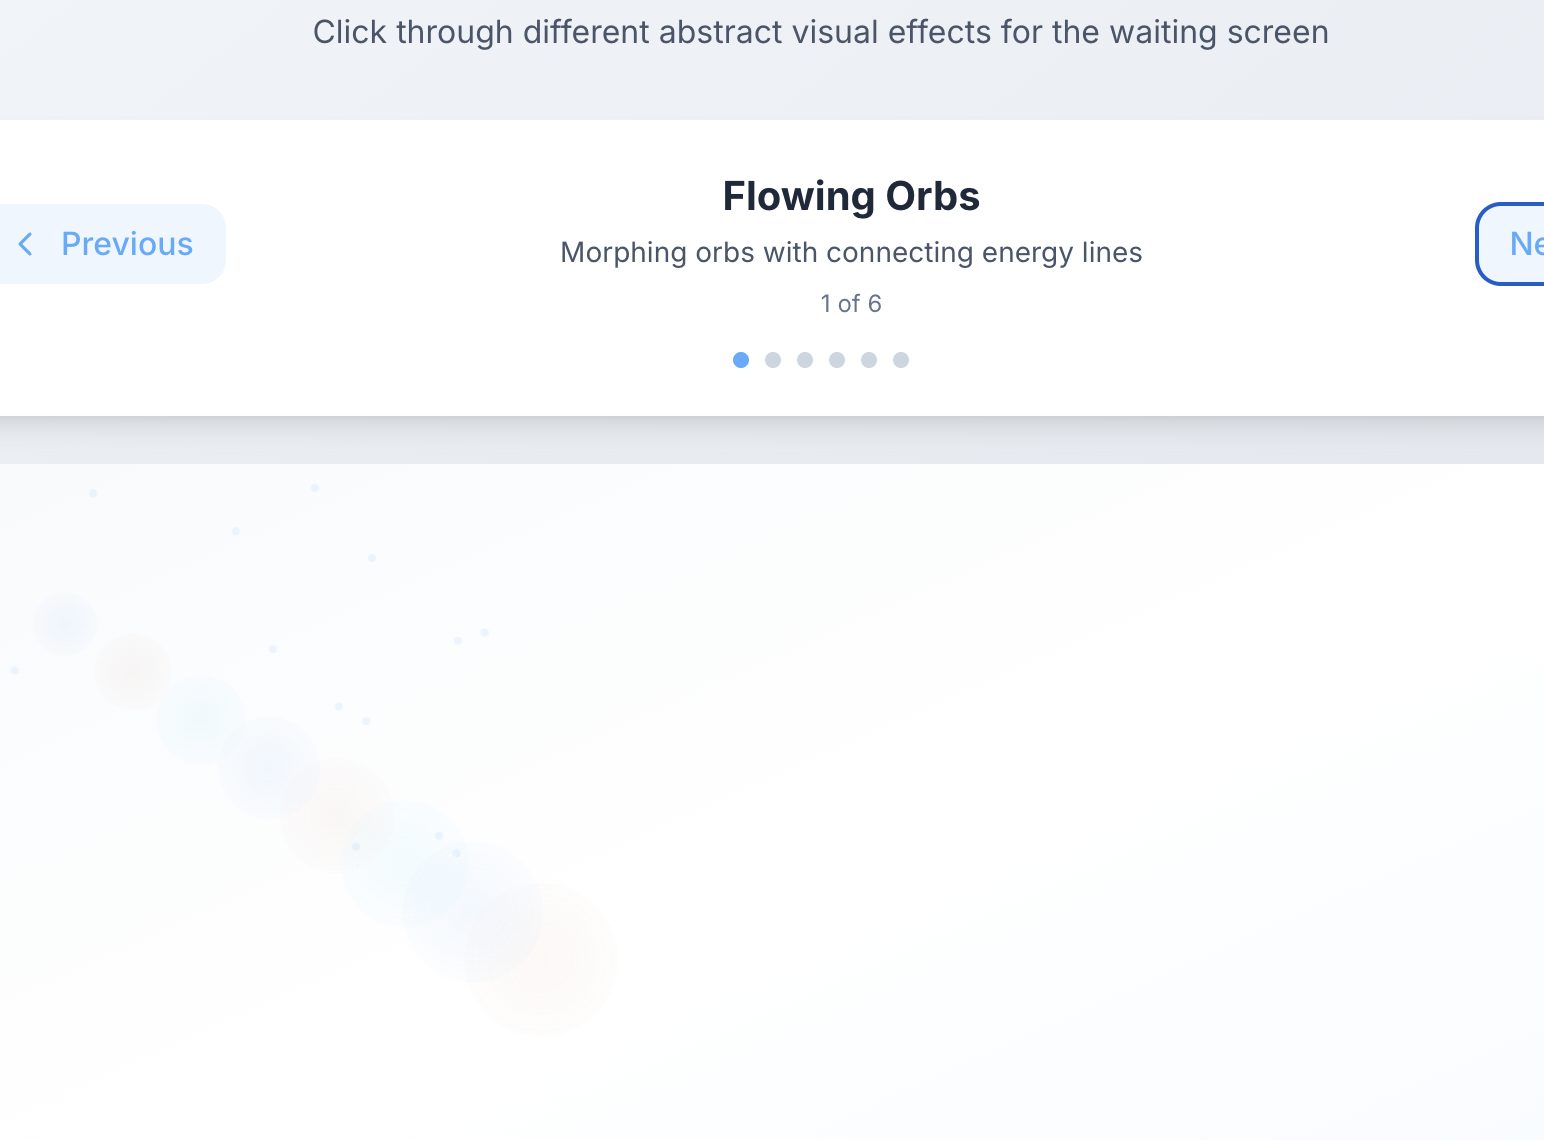 Click through different abstract visual effects for the waiting screen
Flowing Orbs
Previous
Morphing orbs with connecting energy lines
1 of 6